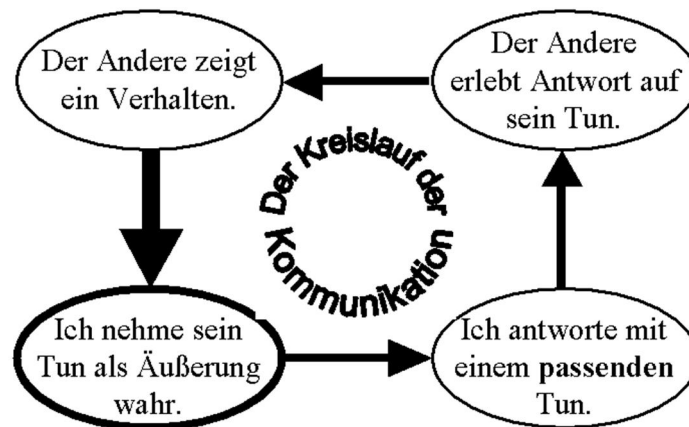 Der Andere zeigt
ein Verhalten.
Der Andere
erlebt Antwort auf
sein Tun.
Der Kreislauf der
Kommunikation
Ich nehme sein
Tun als Äußerung
wahr.
Ich antworte mit
einem passenden
Tun.